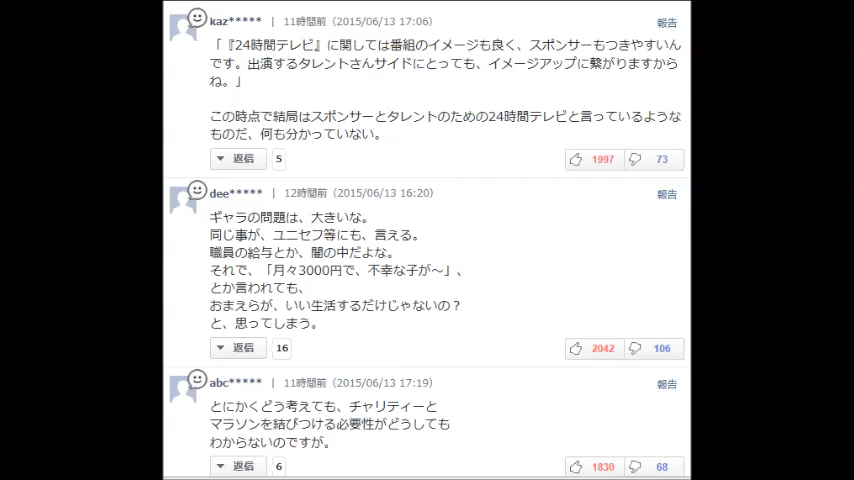 kaz***** | 11時間前（2015/06/13 17:06） 報告
「『24時間テレビ』に関しては番組のイメージも良く、スポンサーもつきやすいん
です。出演するタレントさんサイドにとっても、イメージアップに繋がりますから
ね。」
この時点で結局はスポンサーとタレントのための24時間テレビと言っているような
ものだ、何も分かっていない。
返信 5 1997 73
dee***** | 12時間前（2015/06/13 16:20） 報告
ギャラの問題は、大きいな。
同じ事が、ユニセフ等にも、言える。
職員の給与とか、闇の中だよな。
それで、「月々3000円で、不幸な子が～」、
とか言われても、
おまえらが、いい生活するだけじゃないの？
と、思ってしまう。
返信 16 2042 106
abc***** | 11時間前（2015/06/13 17:19） 報告
とにかくどう考えても、チャリティーと
マラソンを結びつける必要性がどうしても
わからないのですが。
返信 6 1830 68